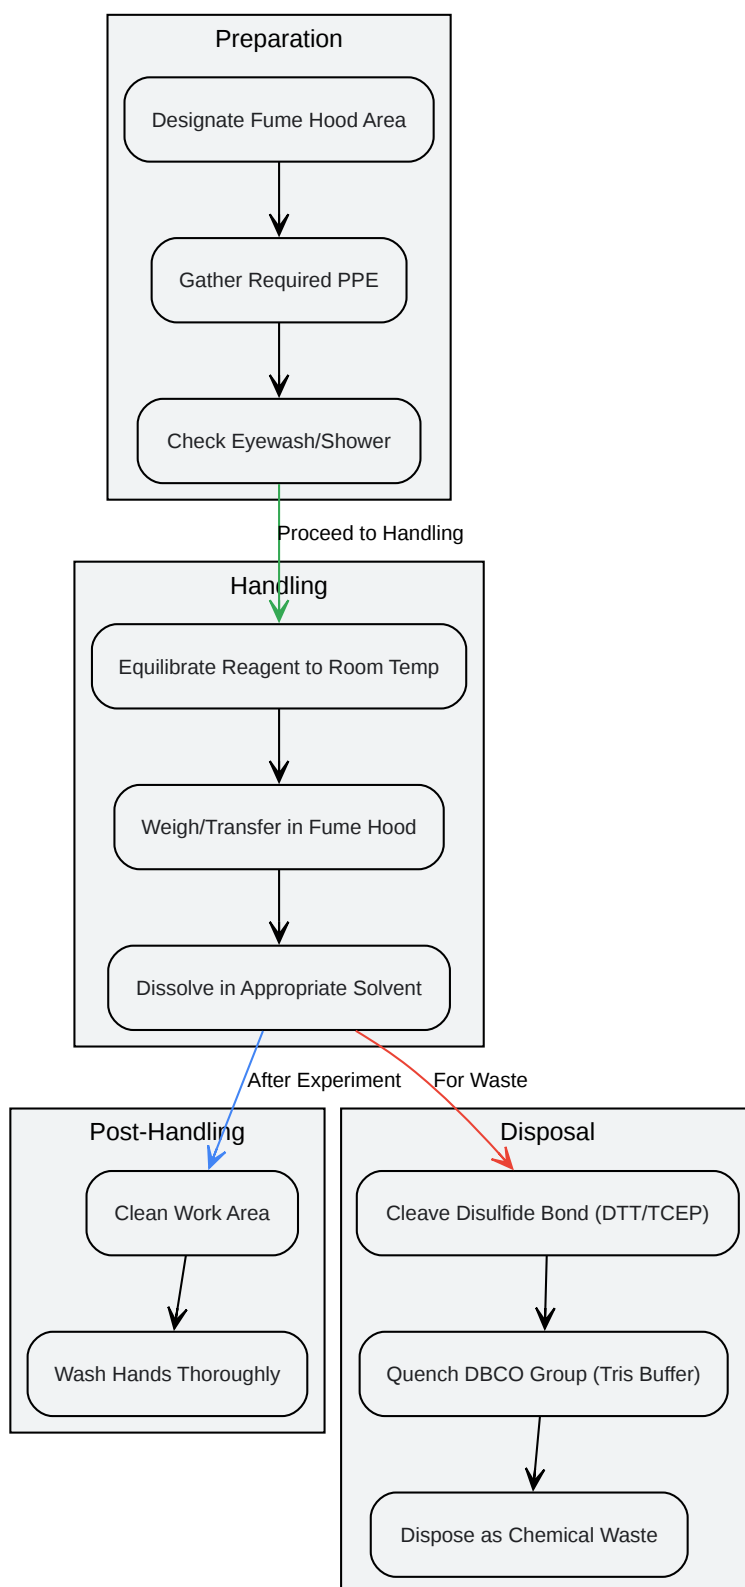 Preparation
Designate Fume Hood Area
Gather Required PPE
Check Eyewash/Shower
Proceed to Handling
Handling
Equilibrate Reagent to Room Temp
Weigh/Transfer in Fume Hood
Dissolve in Appropriate Solvent
After Experiment
For Waste
Post-Handling
Clean Work Area
Wash Hands Thoroughly
Disposal
Cleave Disulfide Bond (DTT/TCEP)
Quench DBCO Group (Tris Buffer)
Dispose as Chemical Waste